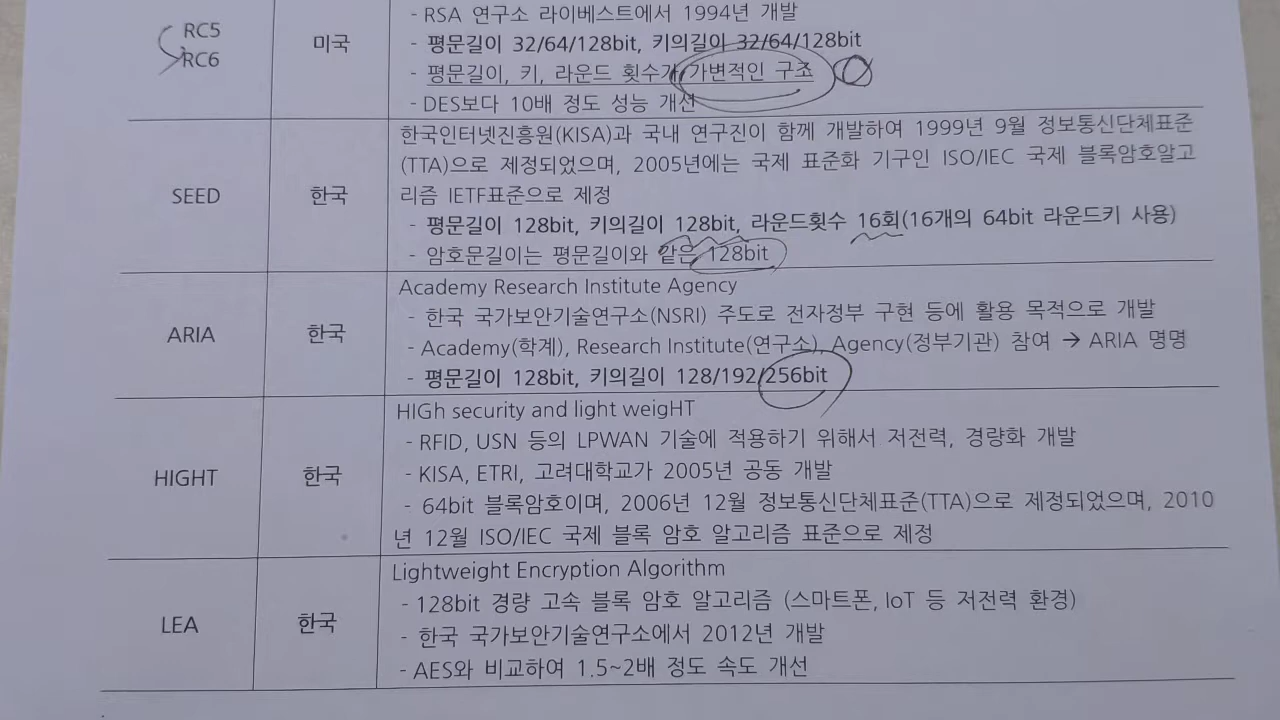 RC5
RC6
미국
- RSA 연구소 라이베스트에서 1994년 개발
- 평문길이 32/64/128bit, 키의길이 32/64/128bit
- 평문길이, 키, 라운드 횟수가 가변적인 구조
- DES보다 10배 정도 성능 개선
SEED
한국
한국인터넷진흥원(KISA)과 국내 연구진이 함께 개발하여 1999년 9월 정보통신단체표준
(TTA)으로 제정되었으며, 2005년에는 국제 표준화 기구인 ISO/IEC 국제 블록암호알고
리즘 IETF표준으로 제정
- 평문길이 128bit, 키의길이 128bit, 라운드횟수 16회(16개의 64bit 라운드키 사용)
- 암호문길이는 평문길이와 같은 128bit
ARIA
한국
Academy Research Institute Agency
- 한국 국가보안기술연구소(NSRI) 주도로 전자정부 구현 등에 활용 목적으로 개발
- Academy(학계), Research Institute(연구소), Agency(정부기관) 참여 → ARIA 명명
- 평문길이 128bit, 키의길이 128/192/256bit
HIGHT
한국
HIGh security and light weigHT
- RFID, USN 등의 LPWAN 기술에 적용하기 위해서 저전력, 경량화 개발
- KISA, ETRI, 고려대학교가 2005년 공동 개발
- 64bit 블록암호이며, 2006년 12월 정보통신단체표준(TTA)으로 제정되었으며, 2010
년 12월 ISO/IEC 국제 블록 암호 알고리즘 표준으로 제정
LEA
한국
Lightweight Encryption Algorithm
- 128bit 경량 고속 블록 암호 알고리즘 (스마트폰, IoT 등 저전력 환경)
- 한국 국가보안기술연구소에서 2012년 개발
- AES와 비교하여 1.5~2배 정도 속도 개선